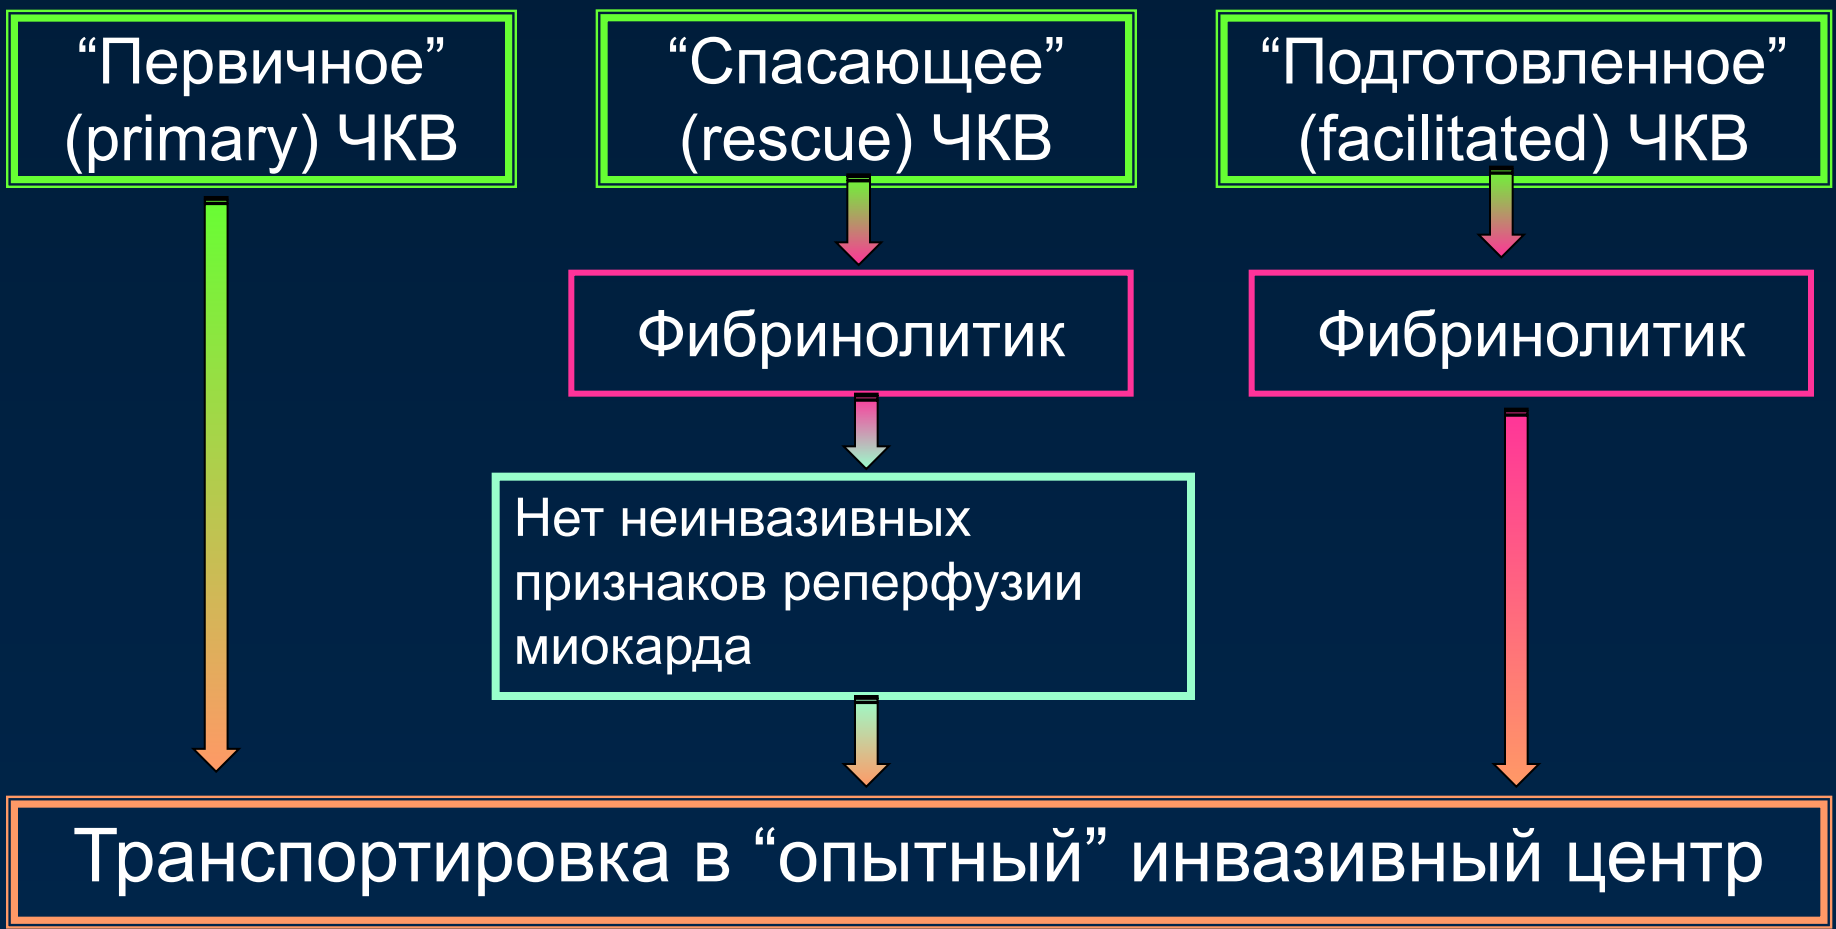 “Первичное”
(primary) ЧКВ
“Спасающее”
(rescue) ЧКВ
“Подготовленное”
(facilitated) ЧКВ
Фибринолитик
Фибринолитик
Нет неинвазивных
признаков реперфузии
миокарда
Транспортировка в “опытный” инвазивный центр